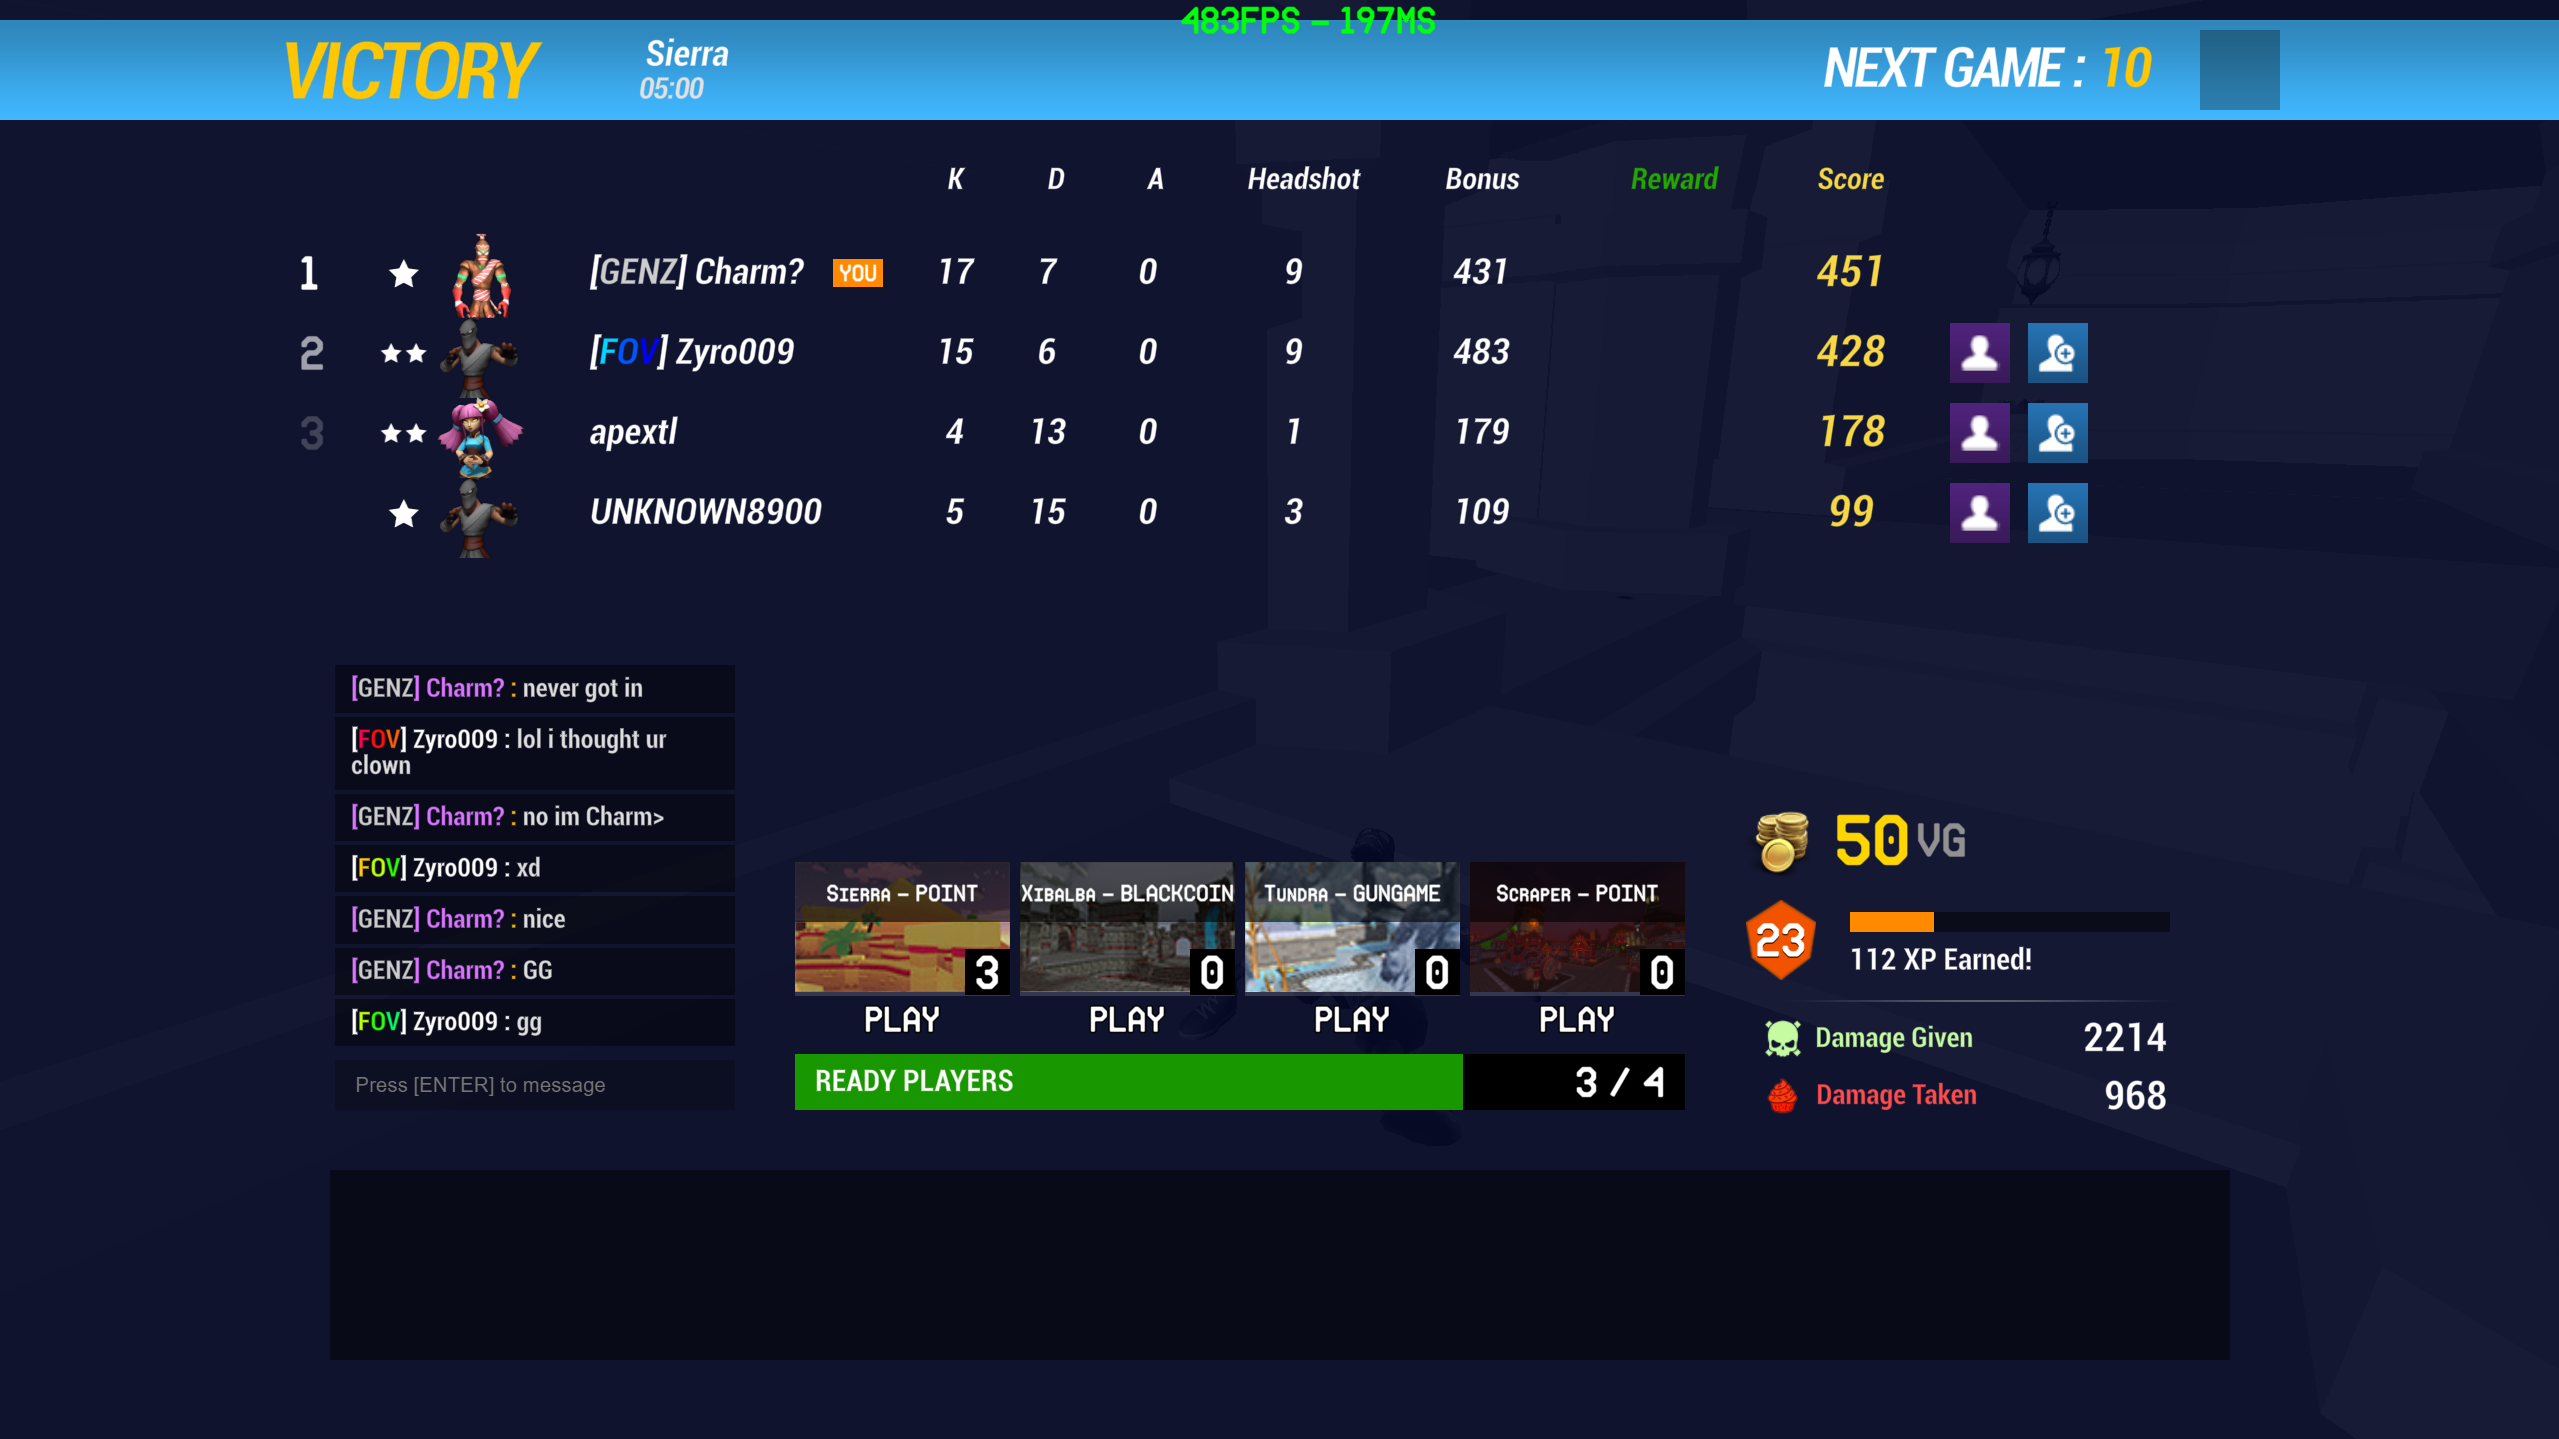 483FPS – 197MS
VICTORY
Sierra
05:00
NEXT GAME : 10
K D A Headshot Bonus Reward Score
1 [GENZ] Charm? YOU 17 7 0 9 431 451
2 [FOV] Zyro009 15 6 0 9 483 428
3 apextl 4 13 0 1 179 178
UNKNOWN8900 5 15 0 3 109 99
[GENZ] Charm? : never got in
[FOV] Zyro009 : lol i thought ur
clown
[GENZ] Charm? : no im Charm>
[FOV] Zyro009 : xd
[GENZ] Charm? : nice
[GENZ] Charm? : GG
[FOV] Zyro009 : gg
Press [ENTER] to message
SIERRA – POINT
3
PLAY
XIBALBA – BLACKCOIN
0
PLAY
TUNDRA – GUNGAME
0
PLAY
SCRAPER – POINT
0
PLAY
READY PLAYERS 3 / 4
50 VG
23
112 XP Earned!
Damage Given 2214
Damage Taken 968